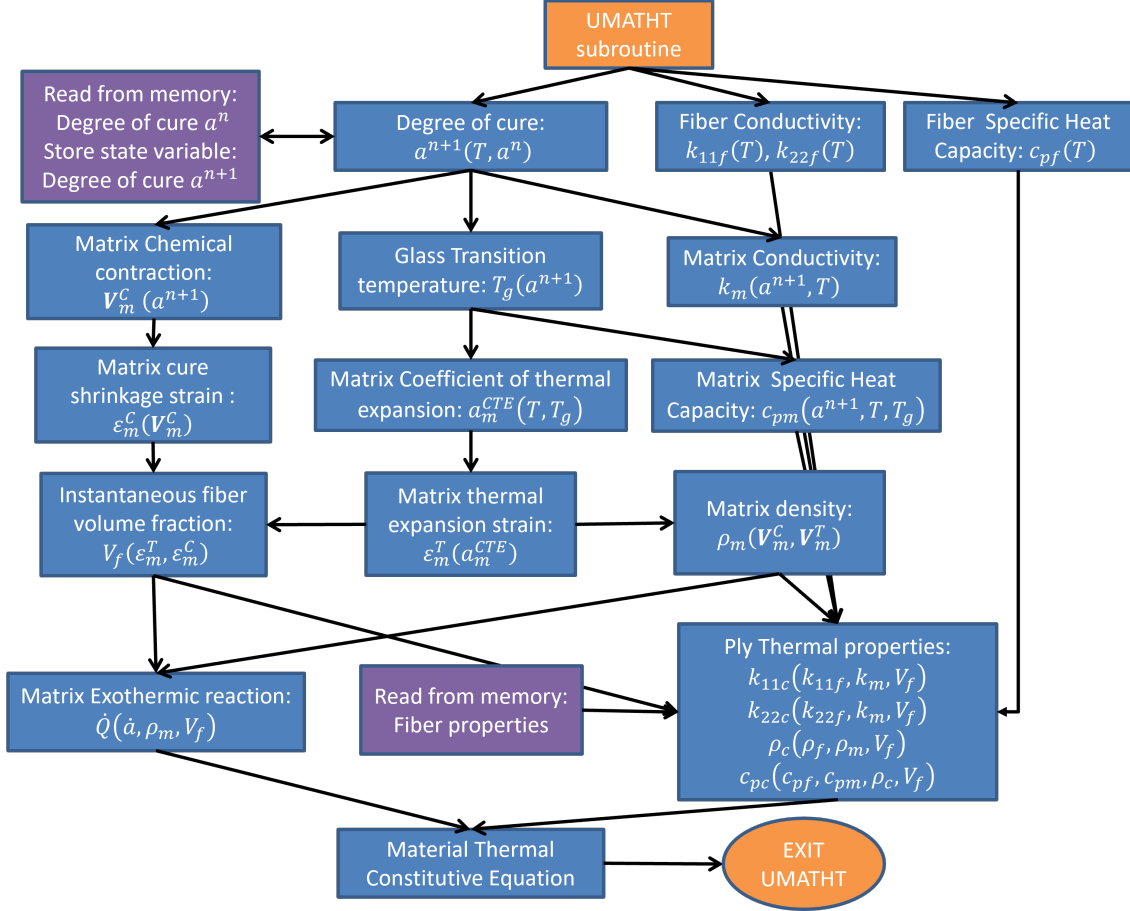 UMATHT
subroutine
Read from memory:
Degree of cure $a^n$
Store state variable:
Degree of cure $a^{n+1}$
Degree of cure:
$a^{n+1}(T, a^n)$
Fiber Conductivity:
$k_{11f}(T), k_{22f}(T)$
Fiber Specific Heat
Capacity: $c_{pf}(T)$
Matrix Chemical
contraction:
$\boldsymbol{V}_m^C (a^{n+1})$
Glass Transition
temperature: $T_g(a^{n+1})$
Matrix Conductivity:
$k_m(a^{n+1}, T)$
Matrix cure
shrinkage strain :
$\varepsilon_m^C(\boldsymbol{V}_m^C)$
Matrix Coefficient of thermal
expansion: $a_m^{CTE}(T, T_g)$
Matrix Specific Heat
Capacity: $c_{pm}(a^{n+1}, T, T_g)$
Instantaneous fiber
volume fraction:
$V_f(\varepsilon_m^T, \varepsilon_m^C)$
Matrix thermal
expansion strain:
$\varepsilon_m^T(a_m^{CTE})$
Matrix density:
$\rho_m(\boldsymbol{V}_m^C, \boldsymbol{V}_m^T)$
Matrix Exothermic reaction:
$\dot{Q}(\dot{a}, \rho_m, V_f)$
Read from memory:
Fiber properties
Ply Thermal properties:
$k_{11c}(k_{11f}, k_m, V_f)$
$k_{22c}(k_{22f}, k_m, V_f)$
$\rho_c(\rho_f, \rho_m, V_f)$
$c_{pc}(c_{pf}, c_{pm}, \rho_c, V_f)$
Material Thermal
Constitutive Equation
EXIT
UMATHT